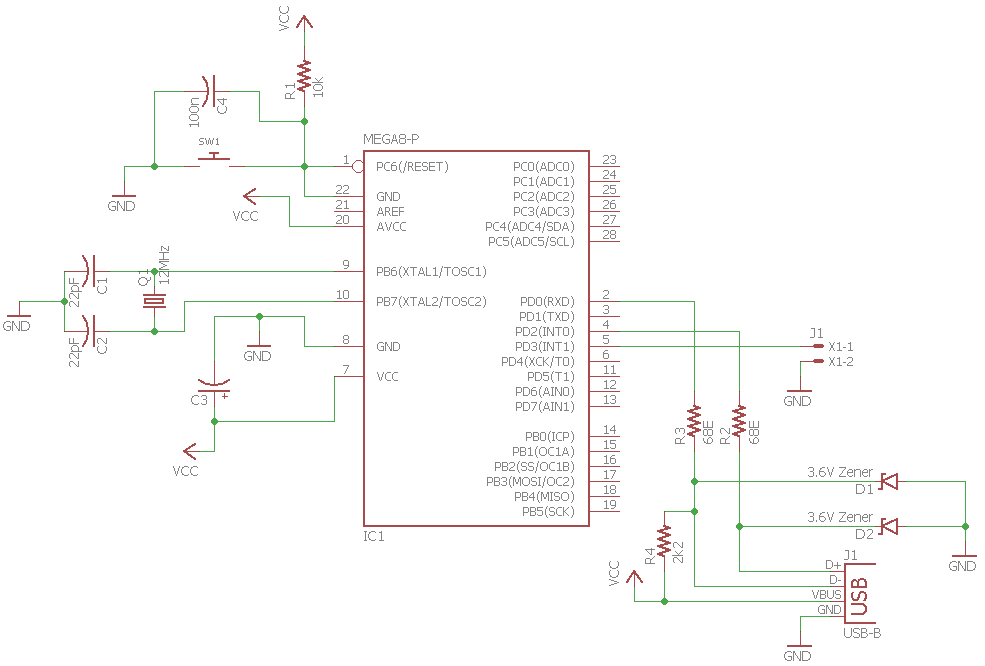 VCC
R1
10K
100n
C4
SW1
GND
VCC
MEGA8-P
1 PC6(/RESET)
22 GND
21 AREF
20 AVCC
9 PB6(XTAL1/TOSC1)
10 PB7(XTAL2/TOSC2)
8 GND
7 VCC
PC0(ADC0) 23
PC1(ADC1) 24
PC2(ADC2) 25
PC3(ADC3) 26
PC4(ADC4/SDA) 27
PC5(ADC5/SCL) 28
PD0(RXD) 2
PD1(TXD) 3
PD2(INT0) 4
PD3(INT1) 5
PD4(XCK/T0) 6
PD5(T1) 11
PD6(AIN0) 12
PD7(AIN1) 13
PB0(ICP) 14
PB1(OC1A) 15
PB2(SS/OC1B) 16
PB3(MOSI/OC2) 17
PB4(MISO) 18
PB5(SCK) 19
IC1
22pF
C1
Q1
12MHz
GND
22pF
C2
GND
C3
+
VCC
J1
X1-1
X1-2
GND
R3
68E
R2
68E
3.6V Zener
D1
3.6V Zener
D2
GND
R4
2k2
VCC
J1
D+
D-
VBUS
GND
USB
USB-B
GND